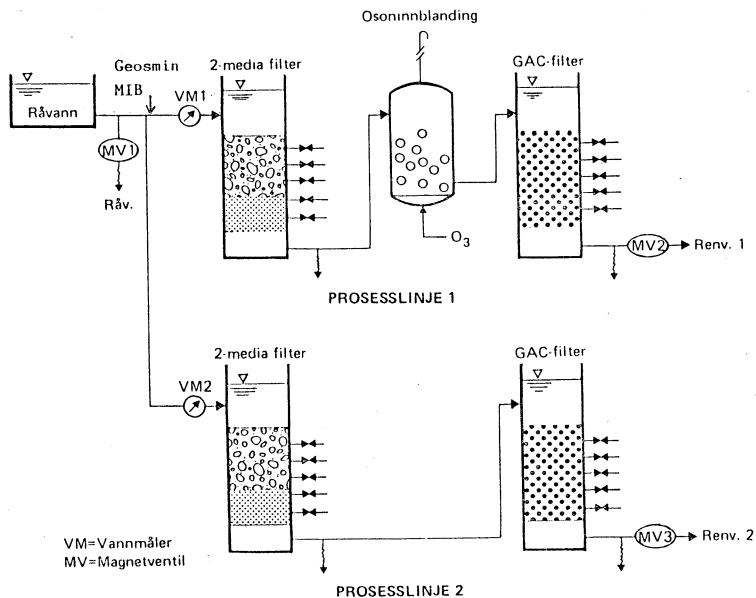 Osoninnblanding
Geosmin
MIB
2-media filter
GAC-filter
VM1
Råvann
MV1
Råv.
O3
MV2
Renv. 1
PROSESSLINJE 1
2-media filter
GAC-filter
VM2
VM=Vannmåler
MV=Magnetventil
MV3
Renv. 2
PROSESSLINJE 2